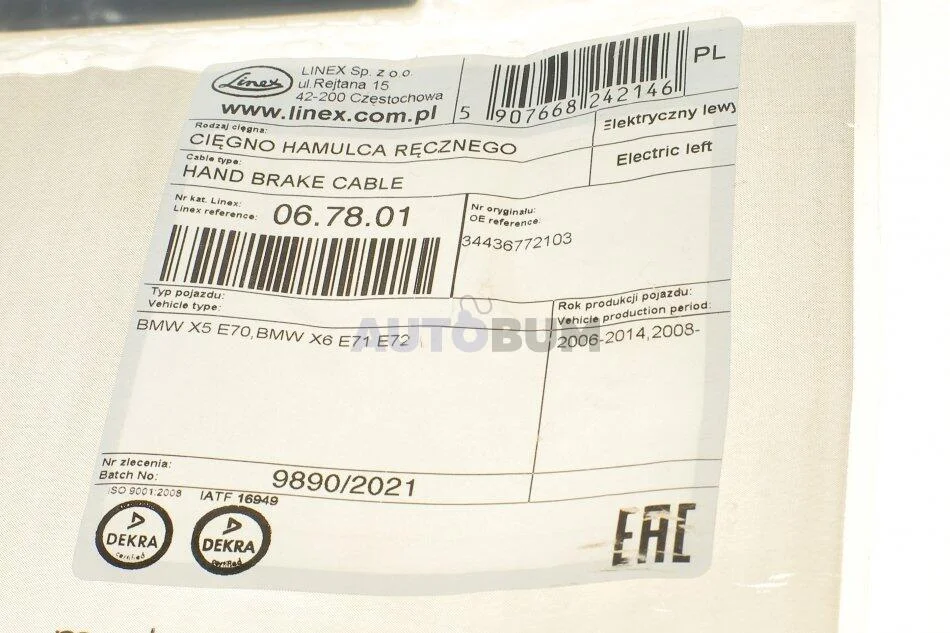 Linex
LINEX Sp. z o.o.
ul.Rejtana 15
42-200 Częstochowa
www.linex.com.pl
5 907668 242146
PL
Rodzaj cięgna:
CIĘGNO HAMULCA RĘCZNEGO
Elektryczny lewy
Cable type:
HAND BRAKE CABLE
Electric left
Nr kat. Linex:
Linex reference:
06.78.01
Nr oryginału:
OE reference:
34436772103
Typ pojazdu:
Vehicle type:
BMW X5 E70,BMW X6 E71 E72
Rok produkcji pojazdu:
Vehicle production period:
2006-2014,2008-
AUTOBUM
Nr zlecenia:
Batch No:
9890/2021
ISO 9001:2008
IATF 16949
DEKRA
certified
DEKRA
certified
EAC